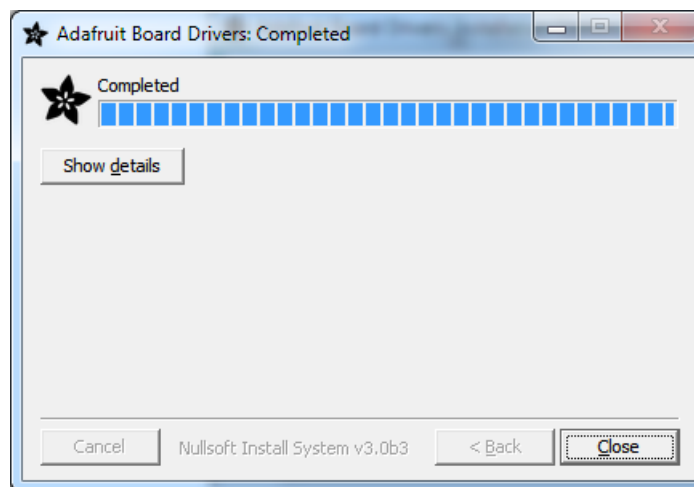 Adafruit Board Drivers: Completed
Completed
Show details
Cancel
Nullsoft Install System v3.0b3
< Back
Close